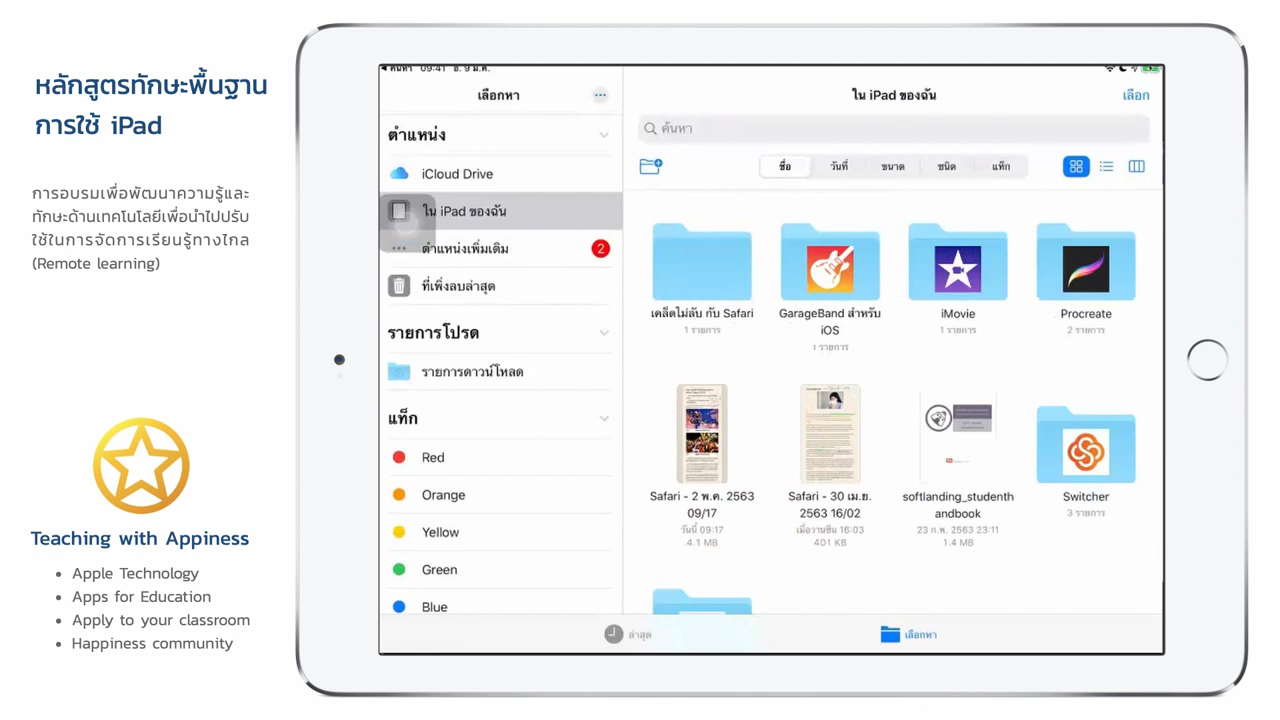 หลักสูตรทักษะพื้นฐาน
การใช้ iPad
การอบรมเพื่อพัฒนาความรู้และ
ทักษะด้านเทคโนโลยีเพื่อนำไปปรับ
ใช้ในการจัดการเรียนรู้ทางไกล
(Remote learning)
Teaching with Appiness
• Apple Technology
• Apps for Education
• Apply to your classroom
• Happiness community
ค้นหา 09:41
เลือกหา
ตำแหน่ง
iCloud Drive
ใน iPad ของฉัน
ตำแหน่งเพิ่มเติม 2
ที่เพิ่งลบล่าสุด
รายการโปรด
รายการดาวน์โหลด
แท็ก
Red
Orange
Yellow
Green
Blue
ใน iPad ของฉัน เลือก
ค้นหา
ชื่อ วันที่ ขนาด ชนิด แท็ก
เคล็ดไม่ลับ กับ Safari
1 รายการ
GarageBand สำหรับ
iOS
1 รายการ
iMovie
1 รายการ
Procreate
2 รายการ
Safari - 2 พ.ค. 2563
09/17
วันนี้ 09:17
4.1 MB
Safari - 30 เม.ย.
2563 16/02
เมื่อวานซืน 16:03
401 KB
softlanding_studenth
andbook
23 ก.พ. 2563 23:11
1.4 MB
Switcher
3 รายการ
ล่าสุด
เลือกหา